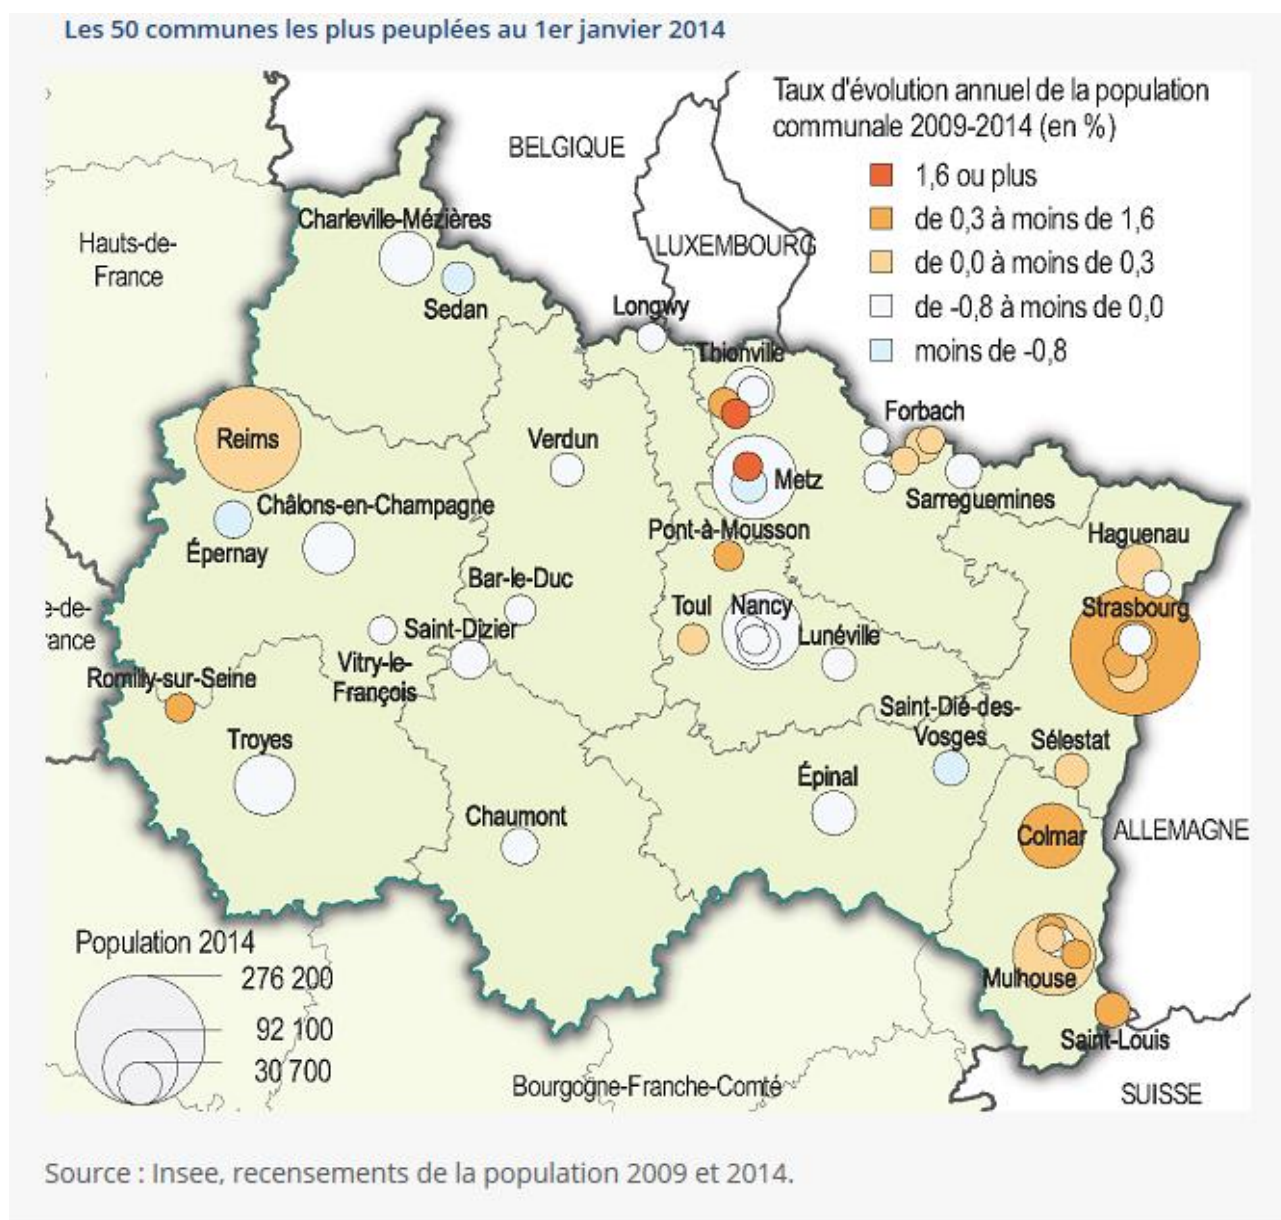 Les 50 communes les plus peuplées au 1er janvier 2014
Taux d'évolution annuel de la population
communale 2009-2014 (en %)
1,6 ou plus
de 0,3 à moins de 1,6
de 0,0 à moins de 0,3
de -0,8 à moins de 0,0
moins de -0,8
BELGIQUE
LUXEMBOURG
Hauts-de-
France
Charleville-Mézières
Sedan
Longwy
Thionville
Forbach
Reims
Verdun
Metz
Sarreguemines
Châlons-en-Champagne
Épernay
Pont-à-Mousson
Haguenau
Bar-le-Duc
e-de-
rance
Toul
Nancy
Strasbourg
Saint-Dizier
Lunéville
Vitry-le-
François
Romilly-sur-Seine
Saint-Dié-des-
Vosges
Troyes
Sélestat
Épinal
Chaumont
Colmar
ALLEMAGNE
Mulhouse
Saint-Louis
Population 2014
276 200
92 100
30 700
Bourgogne-Franche-Comté
SUISSE
Source : Insee, recensements de la population 2009 et 2014.